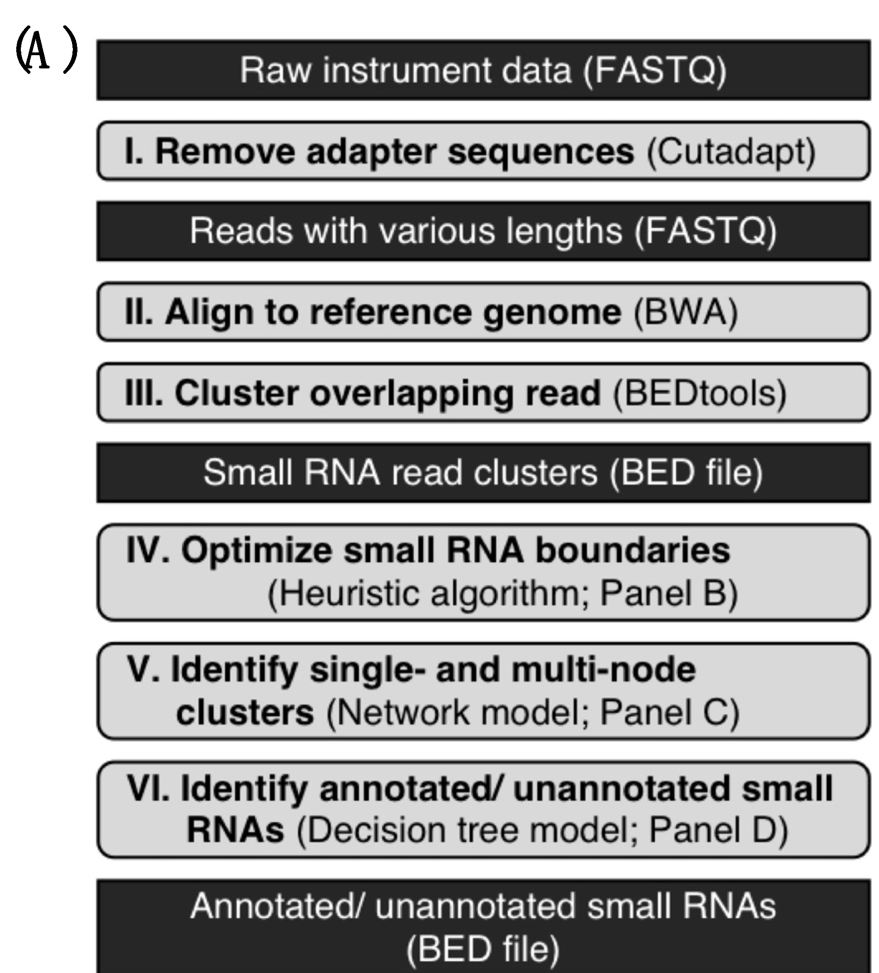 (A)
Raw instrument data (FASTQ)
I. Remove adapter sequences (Cutadapt)
Reads with various lengths (FASTQ)
II. Align to reference genome (BWA)
III. Cluster overlapping read (BEDtools)
Small RNA read clusters (BED file)
IV. Optimize small RNA boundaries
(Heuristic algorithm; Panel B)
V. Identify single- and multi-node
clusters (Network model; Panel C)
VI. Identify annotated/ unannotated small
RNAs (Decision tree model; Panel D)
Annotated/ unannotated small RNAs
(BED file)